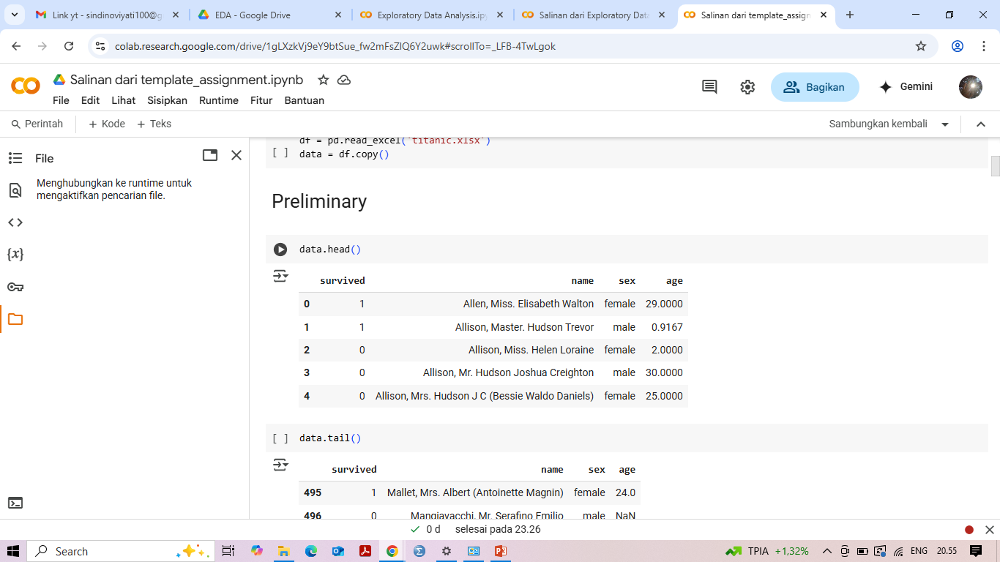 Link yt - sindinoviyati100@g
EDA - Google Drive
Exploratory Data Analysis.ip
Salinan dari Exploratory Dat
Salinan dari template_assign
colab.research.google.com/drive/1gLXzkVj9eY9btSue_fw2mFsZIQ6Y2uwk#scrollTo=_LFB-4TwLgok
CO Salinan dari template_assignment.ipynb
File Edit Lihat Sisipkan Runtime Fitur Bantuan
Bagikan
Gemini
Perintah + Kode + Teks
Sambungkan kembali
File
Menghubungkan ke runtime untuk
mengaktifkan pencarian file.
{x}
df = pd.read_excel('titanic.xlsx')
[ ] data = df.copy()
Preliminary
data.head()
survived name sex age
0 1 Allen, Miss. Elisabeth Walton female 29.0000
1 1 Allison, Master. Hudson Trevor male 0.9167
2 0 Allison, Miss. Helen Loraine female 2.0000
3 0 Allison, Mr. Hudson Joshua Creighton male 30.0000
4 0 Allison, Mrs. Hudson J C (Bessie Waldo Daniels) female 25.0000
[ ] data.tail()
survived name sex age
495 1 Mallet, Mrs. Albert (Antoinette Magnin) female 24.0
496 0 Mangiavacchi, Mr. Serafino Emilio male NaN
✓ 0 d selesai pada 23.26
Search
TPIA +1,32%
ENG
20.55